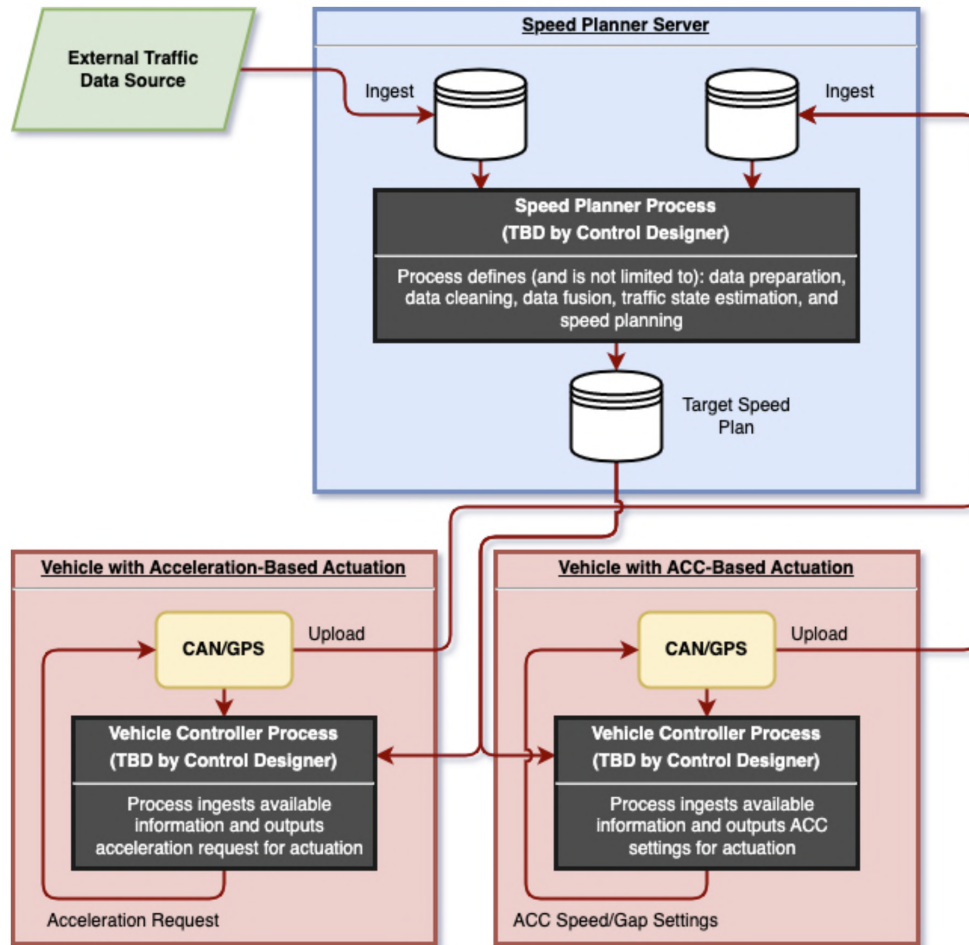 External Traffic
Data Source
Speed Planner Server
Ingest
Ingest
Speed Planner Process
(TBD by Control Designer)
Process defines (and is not limited to): data preparation,
data cleaning, data fusion, traffic state estimation, and
speed planning
Target Speed
Plan
Vehicle with Acceleration-Based Actuation
CAN/GPS
Upload
Vehicle Controller Process
(TBD by Control Designer)
Process ingests available
information and outputs
acceleration request for actuation
Acceleration Request
Vehicle with ACC-Based Actuation
CAN/GPS
Upload
Vehicle Controller Process
(TBD by Control Designer)
Process ingests available
information and outputs ACC
settings for actuation
ACC Speed/Gap Settings